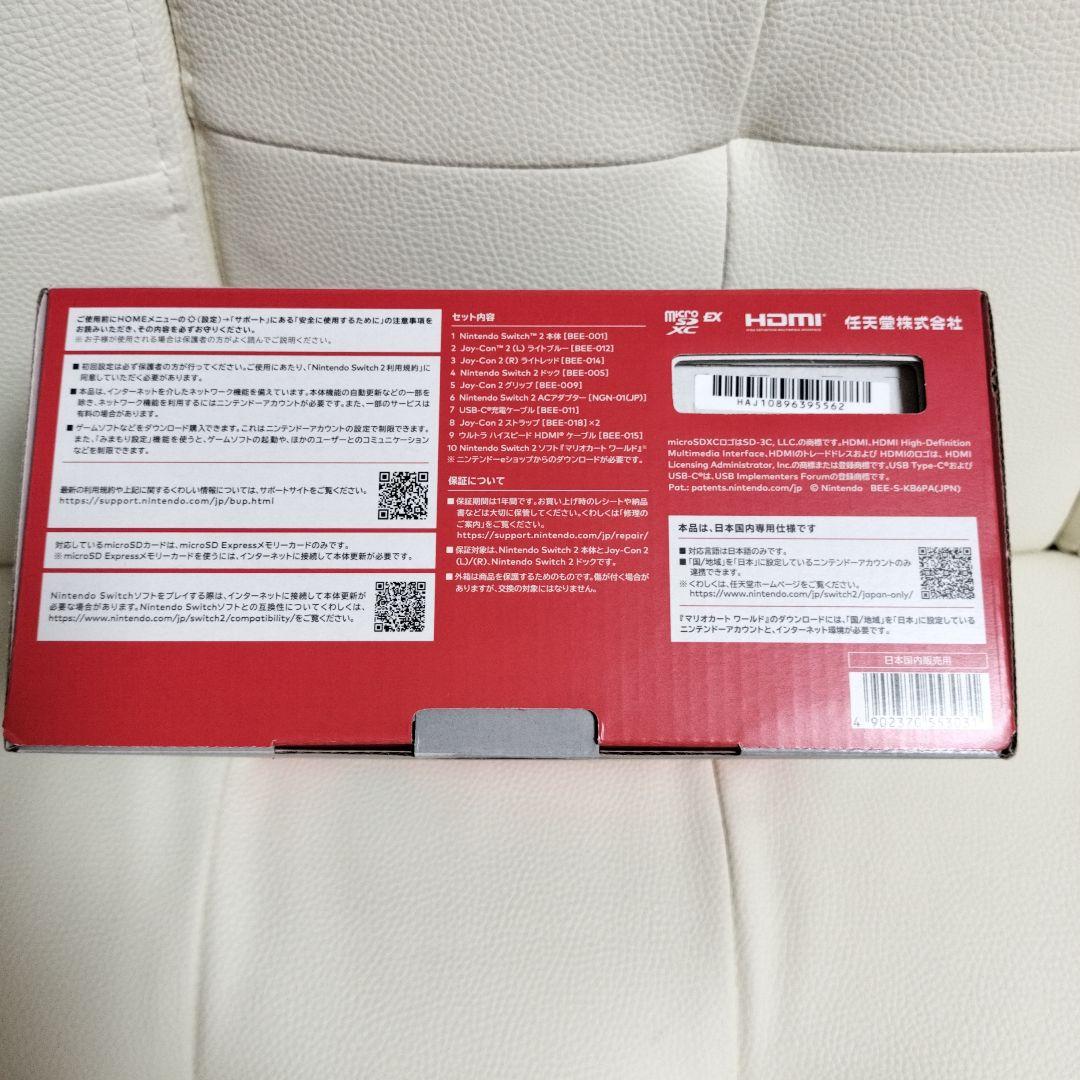 ご使用前にHOMEメニューの(設定)→「サポート」にある「安全に使用するために」の注意事項を
お読みいただき、その内容を必ずお守りください。
※お子様が使用される場合は保護者の方がよく読んでご説明ください。
■ 初回設定は必ず保護者の方が行ってください。ご使用にあたり、「Nintendo Switch 2 利用規約」に
同意していただく必要があります。
■ 本品は、インターネットを介したネットワーク機能を備えています。本体機能の自動更新などの一部を
除き、ネットワーク機能を利用するにはニンテンドーアカウントが必要です。また、一部のサービスは
有料の場合があります。
■ ゲームソフトなどをダウンロード購入できます。これはニンテンドーアカウントの設定で制限できます。
また、「みまもり設定」機能を使うと、ゲームソフトの起動や、ほかのユーザーとのコミュニケーション
などを制限できます。
最新の利用規約や上記に関するくわしい情報については、サポートサイトをご覧ください。
https://support.nintendo.com/jp/bup.html
対応しているmicroSDカードは、microSD Expressメモリーカードのみです。
※microSD Expressメモリーカードを使うには、インターネットに接続して本体更新が必要です。
Nintendo Switchソフトをプレイする際は、インターネットに接続して本体更新が
必要な場合があります。Nintendo Switchソフトとの互換性についてくわしくは、
https://www.nintendo.com/jp/switch2/compatibility/をご覧ください。
セット内容
1 Nintendo Switch™ 2 本体 [BEE-001]
2 Joy-Con™ 2 (L) ライトブルー [BEE-012]
3 Joy-Con 2 (R) ライトレッド [BEE-014]
4 Nintendo Switch 2 ドック [BEE-005]
5 Joy-Con 2 グリップ [BEE-009]
6 Nintendo Switch 2 ACアダプター [NGN-01(JP)]
7 USB-C®充電ケーブル [BEE-011]
8 Joy-Con 2 ストラップ [BEE-018]×2
9 ウルトラ ハイスピード HDMI® ケーブル [BEE-015]
10 Nintendo Switch 2 ソフト『マリオカート ワールド』※
※ ニンテンドーeショップからのダウンロードが必要です。
保証について
■ 保証期間は1年間です。お買い上げ時のレシートや納品
書などは大切に保管してください。くわしくは「修理の
ご案内」をご覧ください。
https://support.nintendo.com/jp/repair/
■ 保証対象は、Nintendo Switch 2 本体とJoy-Con 2
(L)/(R)、Nintendo Switch 2 ドックです。
■ 外箱は商品を保護するためのものです。傷が付く場合が
ありますが、交換の対象にはなりません。
micro SD XC EX HDMI 任天堂株式会社
HIGH-DEFINITION MULTIMEDIA INTERFACE
HAJ10896395562
microSDXCロゴはSD-3C, LLC.の商標です。HDMI、HDMI High-Definition
Multimedia Interface、HDMIのトレードドレスおよび HDMIのロゴは、HDMI
Licensing Administrator, Inc.の商標または登録商標です。USB Type-C®および
USB-C®は、USB Implementers Forumの登録商標です。
Pat.: patents.nintendo.com/jp © Nintendo BEE-S-KB6PA(JPN)
本品は、日本国内専用仕様です
■ 対応言語は日本語のみです。
■ 「国/地域」を「日本」に設定しているニンテンドーアカウントのみ
連携できます。
※くわしくは、任天堂ホームページをご覧ください。
https://www.nintendo.com/jp/switch2/japan-only/
『マリオカート ワールド』のダウンロードには、「国/地域」を「日本」に設定している
ニンテンドーアカウントと、インターネット環境が必要です。
日本国内販売用
4 902370 553031